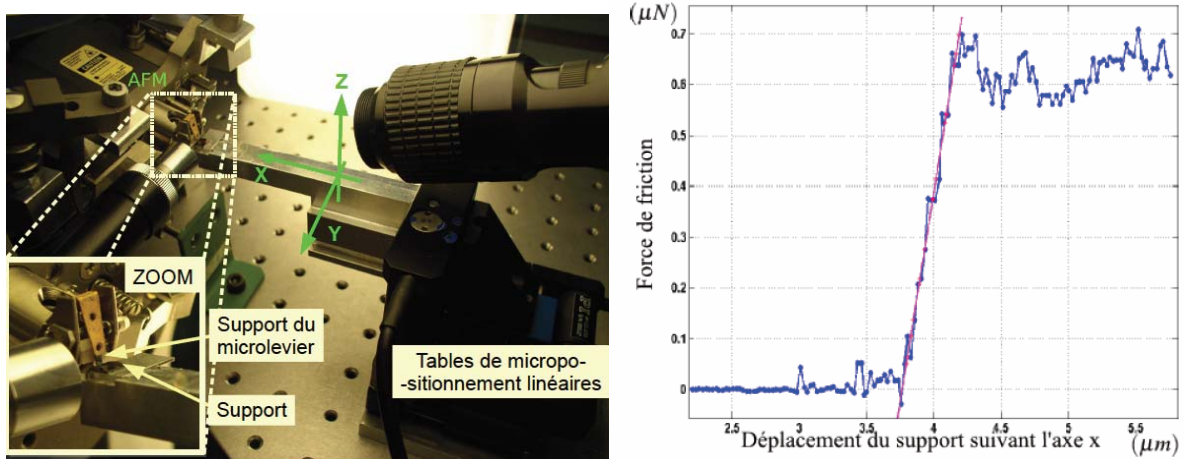 AFM
Z
X
Y
ZOOM
Support du
microlevier
Support
Tables de micropo-
-sitionnement linéaires
(μN)
0.7
0.6
0.5
0.4
0.3
0.2
0.1
0
Force de friction
2.5
3
3.5
4
4.5
5
5.5
Déplacement du support suivant l'axe x (μm)